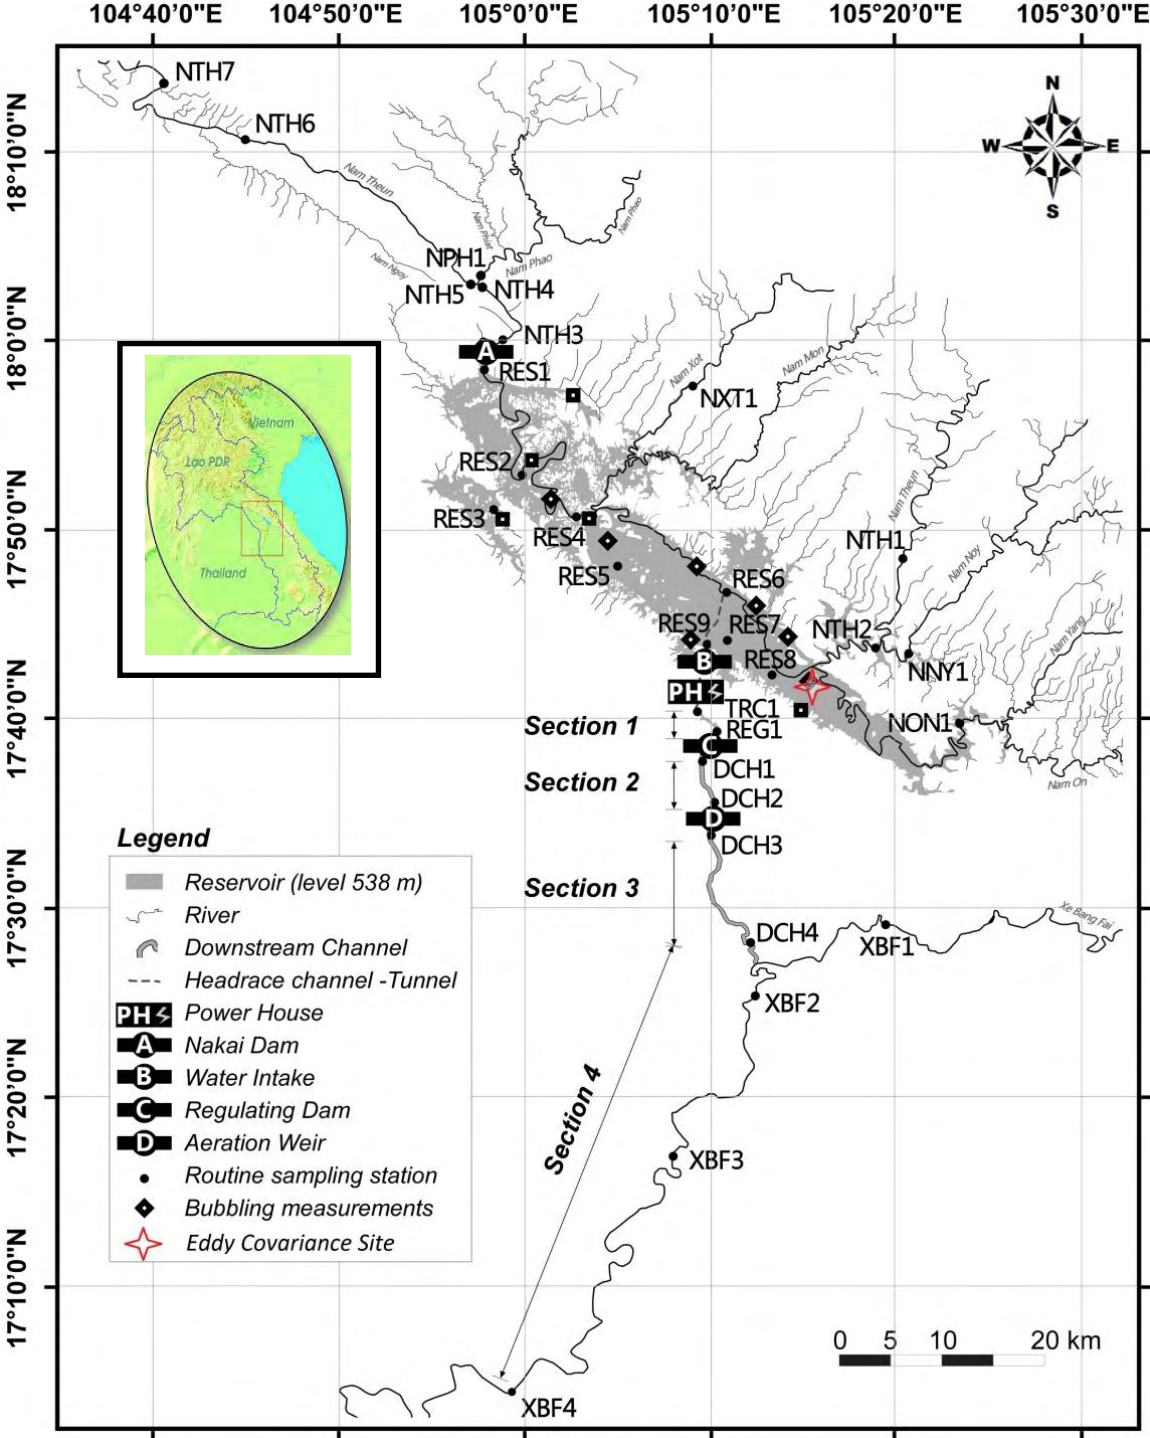 104°40'0"E 104°50'0"E 105°0'0"E 105°10'0"E 105°20'0"E 105°30'0"E
18°10'0"N
18°0'0"N
17°50'0"N
17°40'0"N
17°30'0"N
17°20'0"N
17°10'0"N
N
W E
S
NTH7
NTH6
Nam Theun
Nam Phat
Nam Pheo
Nam Ngoy
NPH1
Nam Phao
NTH5
NTH4
NTH3
A
RES1
Nam Xot
Nam Mon
NXT1
RES2
RES3
RES4
RES5
Nam Theun
NTH1
Nam Noy
RES6
RES9
RES7
NTH2
Nam Yang
RES8
NNY1
B
PH
TRC1
NON1
Section 1
REG1
C
DCH1
Nam On
Section 2
DCH2
D
DCH3
Section 3
DCH4
Xe Bang Fai
XBF1
XBF2
Section 4
XBF3
XBF4
Vietnam
Lao PDR
Thailand
Legend
Reservoir (level 538 m)
River
Downstream Channel
Headrace channel -Tunnel
PH Power House
A Nakai Dam
B Water Intake
C Regulating Dam
D Aeration Weir
Routine sampling station
Bubbling measurements
Eddy Covariance Site
0 5 10 20 km